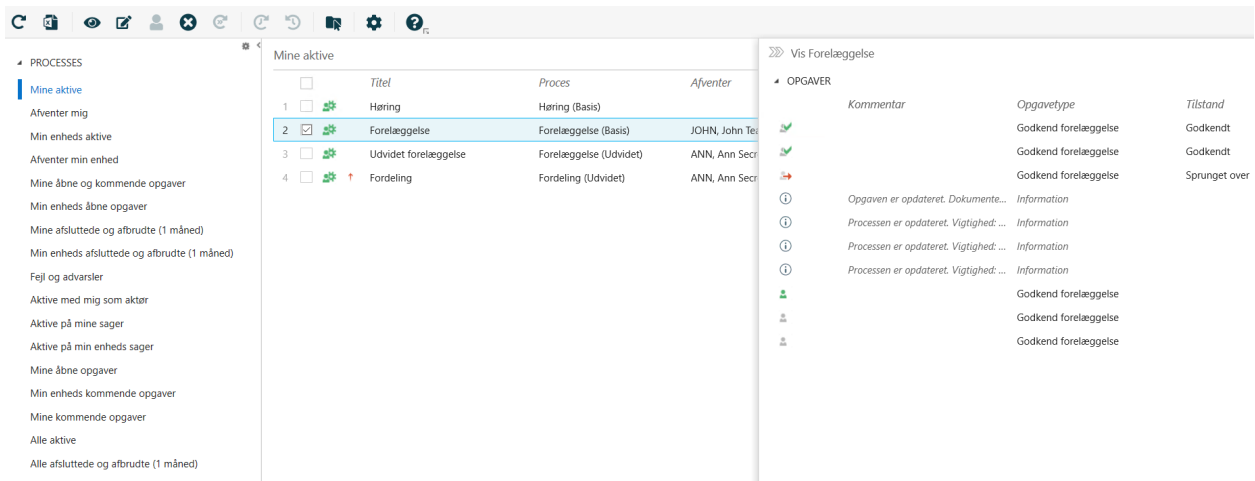 PROCESSES
Mine aktive
Afventer mig
Min enheds aktive
Afventer min enhed
Mine åbne og kommende opgaver
Min enheds åbne opgaver
Mine afsluttede og afbrudte (1 måned)
Min enheds afsluttede og afbrudte (1 måned)
Fejl og advarsler
Aktive med mig som aktør
Aktive på mine sager
Aktive på min enheds sager
Mine åbne opgaver
Min enheds kommende opgaver
Mine kommende opgaver
Alle aktive
Alle afsluttede og afbrudte (1 måned)
Mine aktive
Titel Proces Afventer
1 Høring Høring (Basis)
2 Forelæggelse Forelæggelse (Basis) JOHN, John Tea
3 Udvidet forelæggelse Forelæggelse (Udvidet) ANN, Ann Secr
4 Fordeling Fordeling (Udvidet) ANN, Ann Secr
Vis Forelæggelse
OPGAVER
Kommentar Opgavetype Tilstand
Godkend forelæggelse Godkendt
Godkend forelæggelse Godkendt
Godkend forelæggelse Sprunget over
Opgaven er opdateret. Dokumente... Information
Processen er opdateret. Vigtighed: ... Information
Processen er opdateret. Vigtighed: ... Information
Processen er opdateret. Vigtighed: ... Information
Godkend forelæggelse
Godkend forelæggelse
Godkend forelæggelse